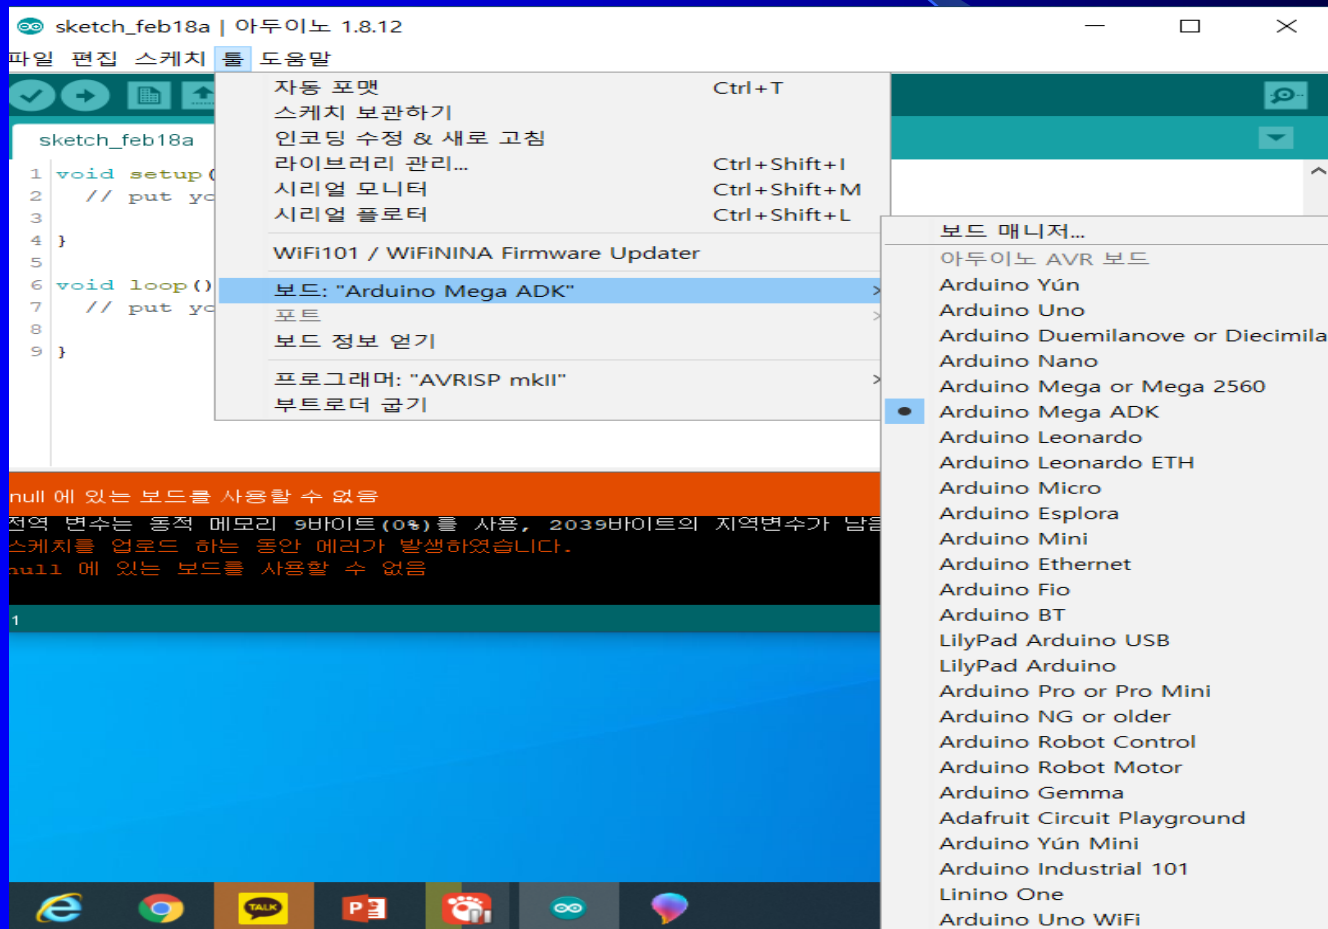 sketch_feb18a | 아두이노 1.8.12
파일 편집 스케치 툴 도움말
자동 포맷 Ctrl+T
스케치 보관하기
인코딩 수정 & 새로 고침
라이브러리 관리... Ctrl+Shift+I
시리얼 모니터 Ctrl+Shift+M
시리얼 플로터 Ctrl+Shift+L
WiFi101 / WiFiNINA Firmware Updater
보드: "Arduino Mega ADK"
포트
보드 정보 얻기
프로그래머: "AVRISP mkII"
부트로더 굽기
sketch_feb18a
1 void setup(
2 // put yo
3
4 }
5
6 void loop()
7 // put yo
8
9 }
보드 매니저...
아두이노 AVR 보드
Arduino Yún
Arduino Uno
Arduino Duemilanove or Diecimila
Arduino Nano
Arduino Mega or Mega 2560
Arduino Mega ADK
Arduino Leonardo
Arduino Leonardo ETH
Arduino Micro
Arduino Esplora
Arduino Mini
Arduino Ethernet
Arduino Fio
Arduino BT
LilyPad Arduino USB
LilyPad Arduino
Arduino Pro or Pro Mini
Arduino NG or older
Arduino Robot Control
Arduino Robot Motor
Arduino Gemma
Adafruit Circuit Playground
Arduino Yún Mini
Arduino Industrial 101
Linino One
Arduino Uno WiFi
null 에 있는 보드를 사용할 수 없음
전역 변수는 동적 메모리 9바이트(0%)를 사용, 2039바이트의 지역변수가 남음
스케치를 업로드 하는 동안 에러가 발생하였습니다.
null 에 있는 보드를 사용할 수 없음
1
TALK